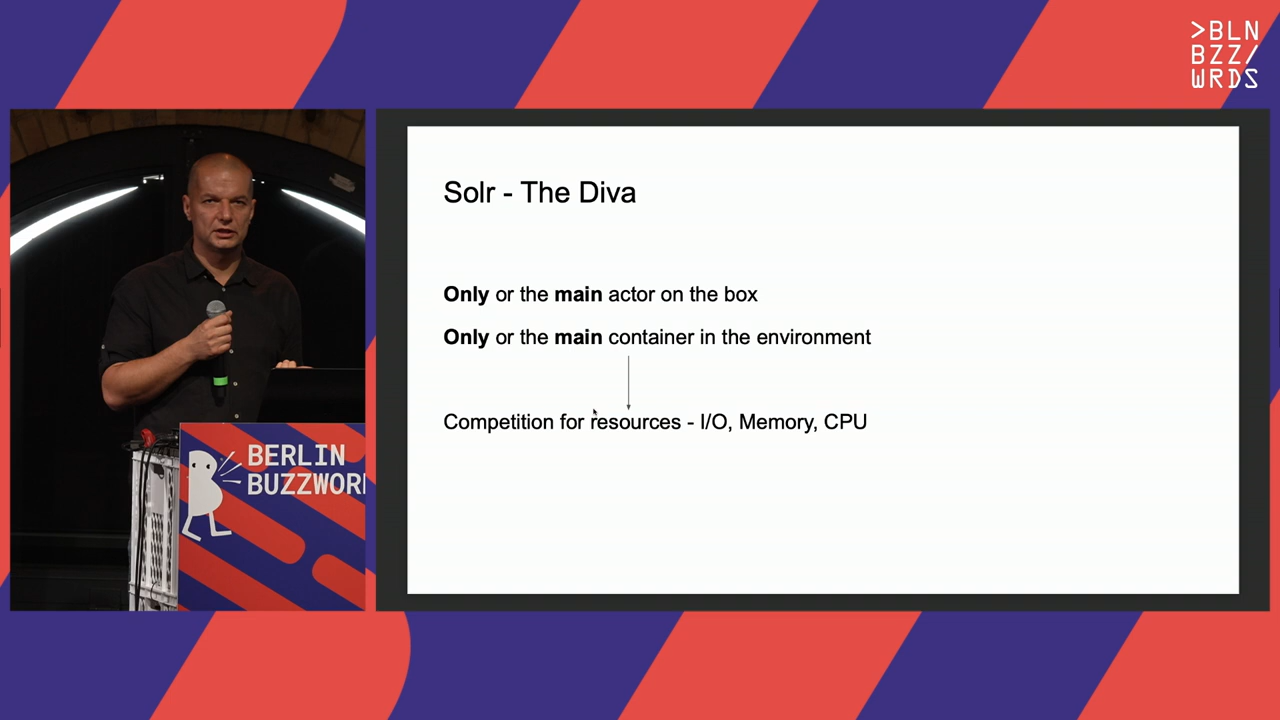 >BLN
BZZ/
WRDS
Solr - The Diva
Only or the main actor on the box
Only or the main container in the environment
Competition for resources - I/O, Memory, CPU
BERLIN
BUZZWOR